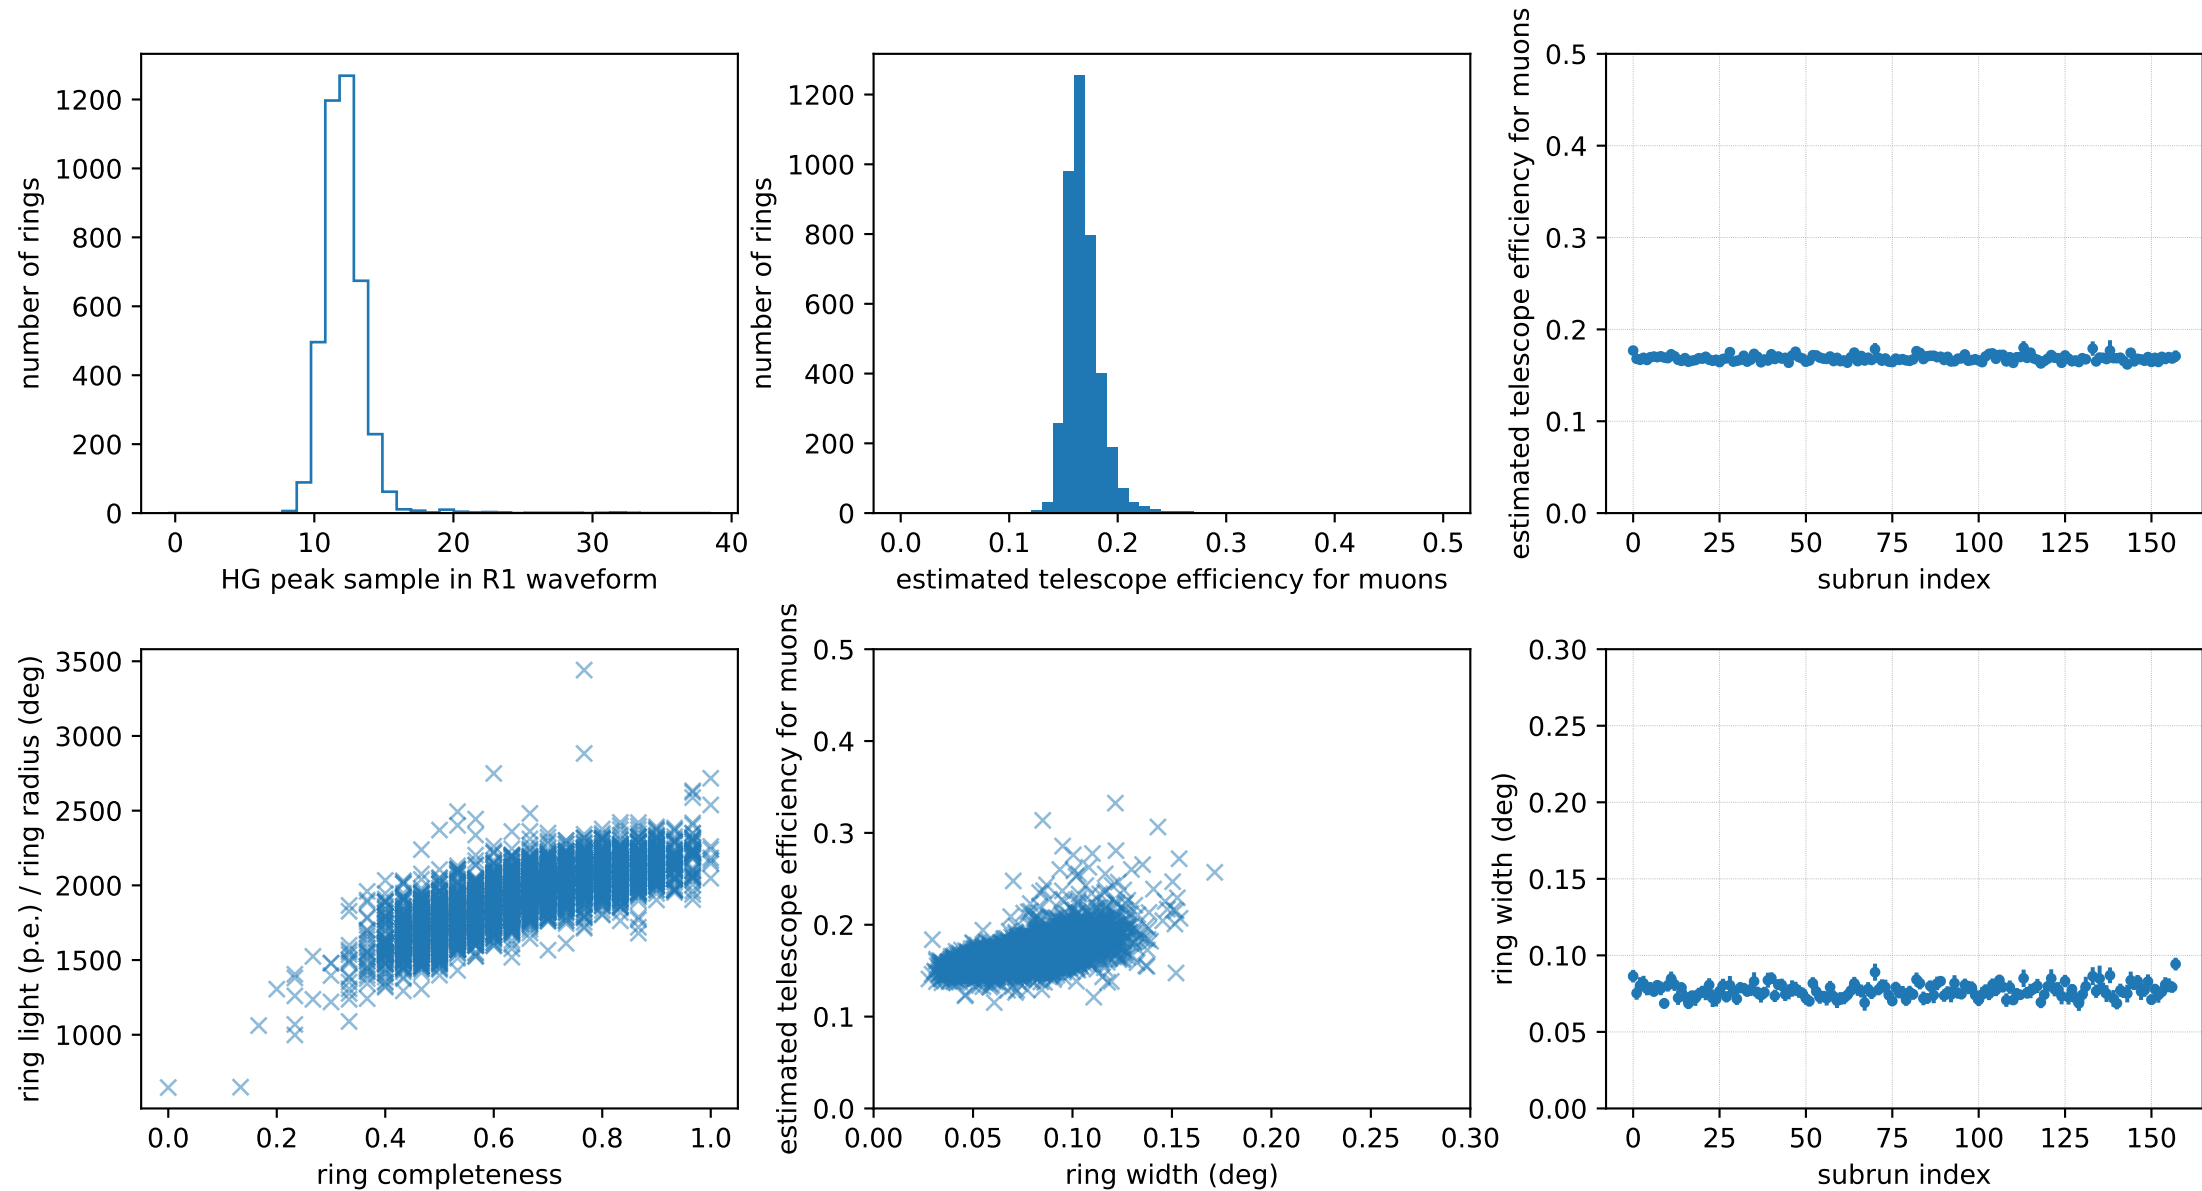 number of rings
1200
1000
800
600
400
200
0
0 10 20 30 40
HG peak sample in R1 waveform
number of rings
1200
1000
800
600
400
200
0
0.0 0.1 0.2 0.3 0.4 0.5
estimated telescope efficiency for muons
estimated telescope efficiency for muons
0.5
0.4
0.3
0.2
0.1
0.0
0 25 50 75 100 125 150
subrun index
ring light (p.e.) / ring radius (deg)
3500
3000
2500
2000
1500
1000
0.0 0.2 0.4 0.6 0.8 1.0
ring completeness
estimated telescope efficiency for muons
0.5
0.4
0.3
0.2
0.1
0.0
0.00 0.05 0.10 0.15 0.20 0.25 0.30
ring width (deg)
ring width (deg)
0.30
0.25
0.20
0.15
0.10
0.05
0.00
0 25 50 75 100 125 150
subrun index